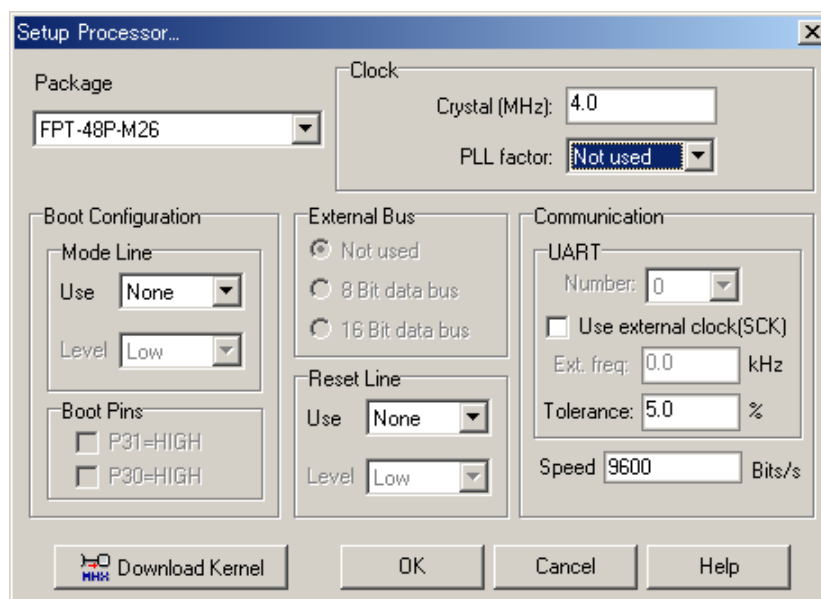 Setup Processor...
Package
FPT-48P-M26
Clock
Crystal (MHz): 4.0
PLL factor: Not used
Boot Configuration
Mode Line
Use None
Level Low
Boot Pins
P31=HIGH
P30=HIGH
External Bus
Not used
8 Bit data bus
16 Bit data bus
Reset Line
Use None
Level Low
Communication
UART
Number: 0
Use external clock(SCK)
Ext. freq: 0.0 kHz
Tolerance: 5.0 %
Speed 9600 Bits/s
MHX Download Kernel
OK
Cancel
Help